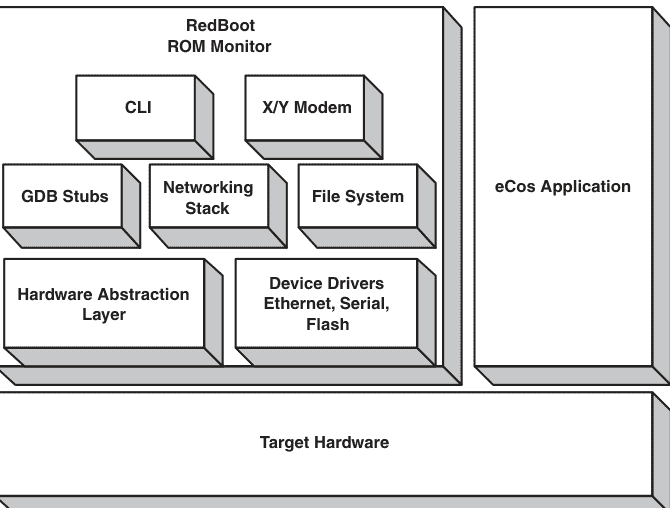 RedBoot
ROM Monitor
CLI
X/Y Modem
GDB Stubs
Networking
Stack
File System
eCos Application
Hardware Abstraction
Layer
Device Drivers
Ethernet, Serial,
Flash
Target Hardware